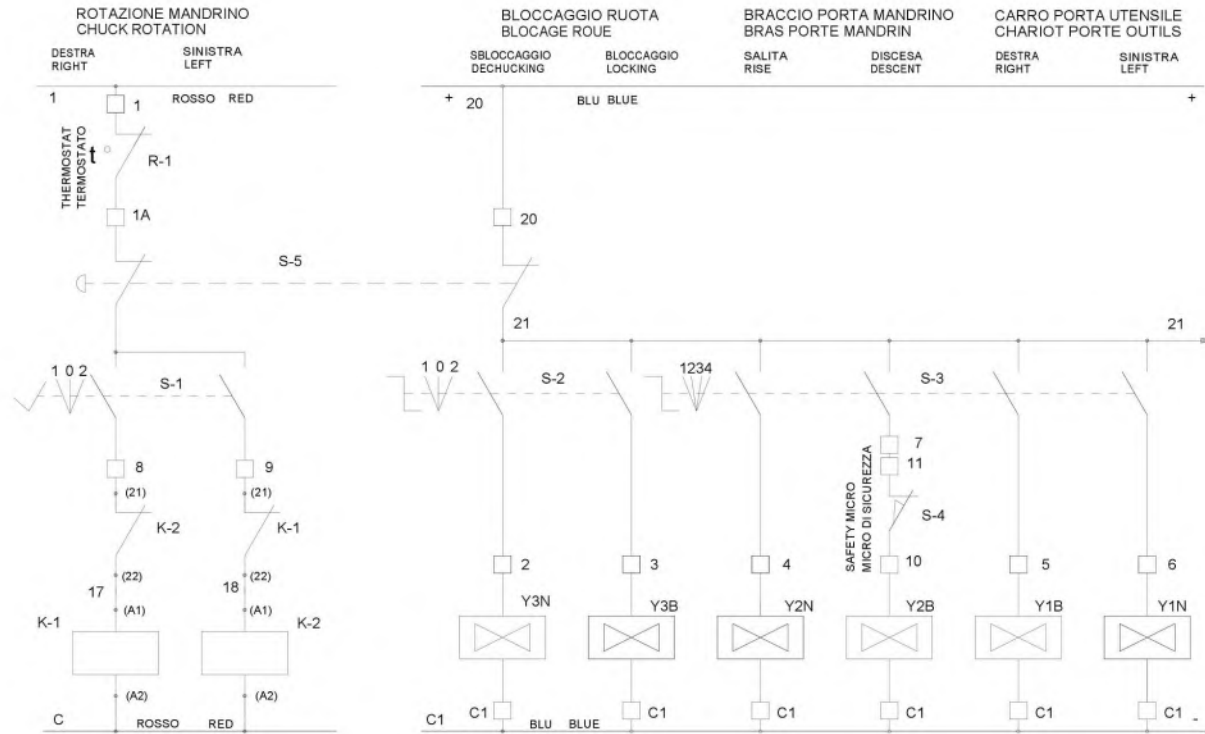 ROTAZIONE MANDRINO
CHUCK ROTATION
BLOCCAGGIO RUOTA
BLOCAGE ROUE
BRACCIO PORTA MANDRINO
BRAS PORTE MANDRIN
CARRO PORTA UTENSILE
CHARIOT PORTE OUTILS
DESTRA
RIGHT
SINISTRA
LEFT
SBLOCCAGGIO
DECHUCKING
BLOCCAGGIO
LOCKING
SALITA
RISE
DISCESA
DESCENT
DESTRA
RIGHT
SINISTRA
LEFT
1
1
ROSSO RED
+ 20
BLU BLUE
+
THERMOSTAT
TERMOSTATO
t °
R-1
1A
20
S-5
21
21
1 0 2
S-1
1 0 2
S-2
1234
S-3
8
9
7
11
(21)
(21)
K-2
K-1
SAFETY MICRO
MICRO DI SICUREZZA
S-4
(22)
(22)
17
18
2
3
4
10
5
6
(A1)
(A1)
K-1
K-2
Y3N
Y3B
Y2N
Y2B
Y1B
Y1N
(A2)
(A2)
C
ROSSO RED
C1
C1
C1
C1
C1
C1
C1
-
BLU BLUE